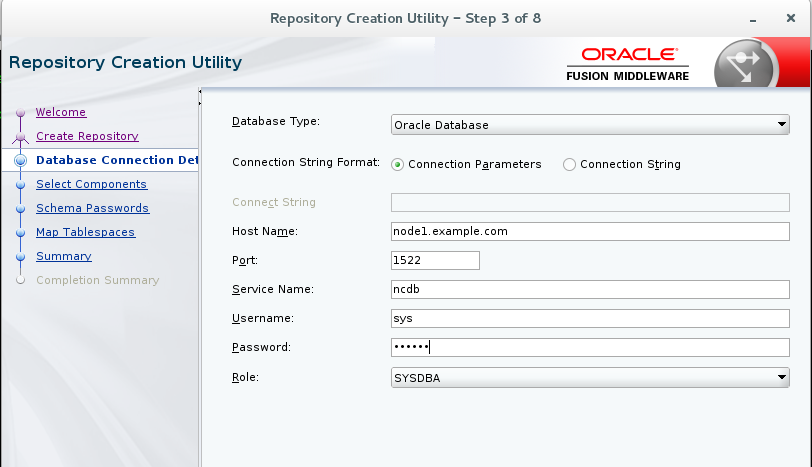 Repository Creation Utility – Step 3 of 8
Repository Creation Utility
ORACLE
FUSION MIDDLEWARE
Welcome
Create Repository
Database Connection Det
Select Components
Schema Passwords
Map Tablespaces
Summary
Completion Summary
Database Type: Oracle Database
Connection String Format: Connection Parameters Connection String
Connect String
Host Name: node1.example.com
Port: 1522
Service Name: ncdb
Username: sys
Password: ••••••
Role: SYSDBA